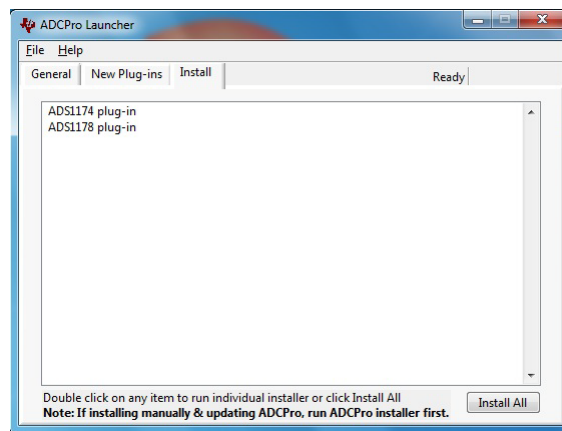 ADCPro Launcher
File Help
General New Plug-ins Install Ready
ADS1174 plug-in
ADS1178 plug-in
Double click on any item to run individual installer or click Install All
Note: If installing manually & updating ADCPro, run ADCPro installer first.
Install All